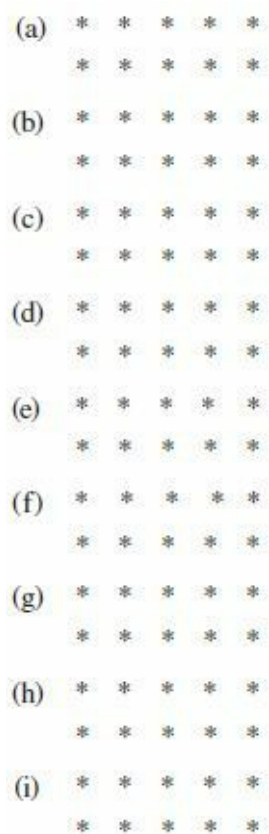 (a) * * * * *
* * * * *
(b) * * * * *
* * * * *
(c) * * * * *
* * * * *
(d) * * * * *
* * * * *
(e) * * * * *
* * * * *
(f) * * * * *
* * * * *
(g) * * * * *
* * * * *
(h) * * * * *
* * * * *
(i) * * * * *
* * * * *